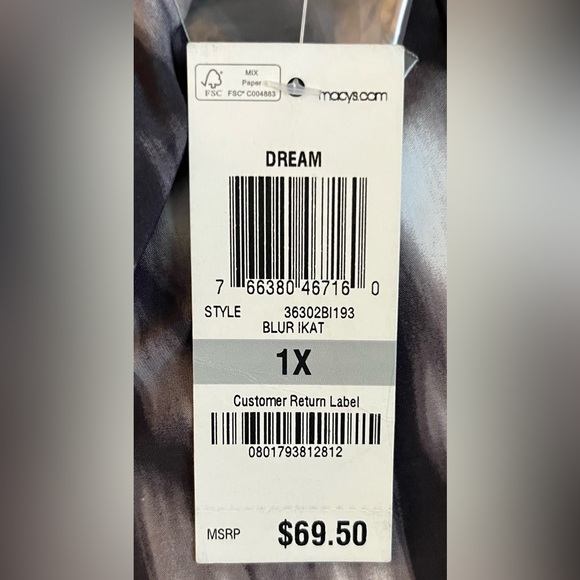 MIX
Paper
FSC
FSC® C004863
macys.com
DREAM
7 66380 46716 0
STYLE 36302BI193
BLUR IKAT
1X
Customer Return Label
0801793812812
MSRP $69.50